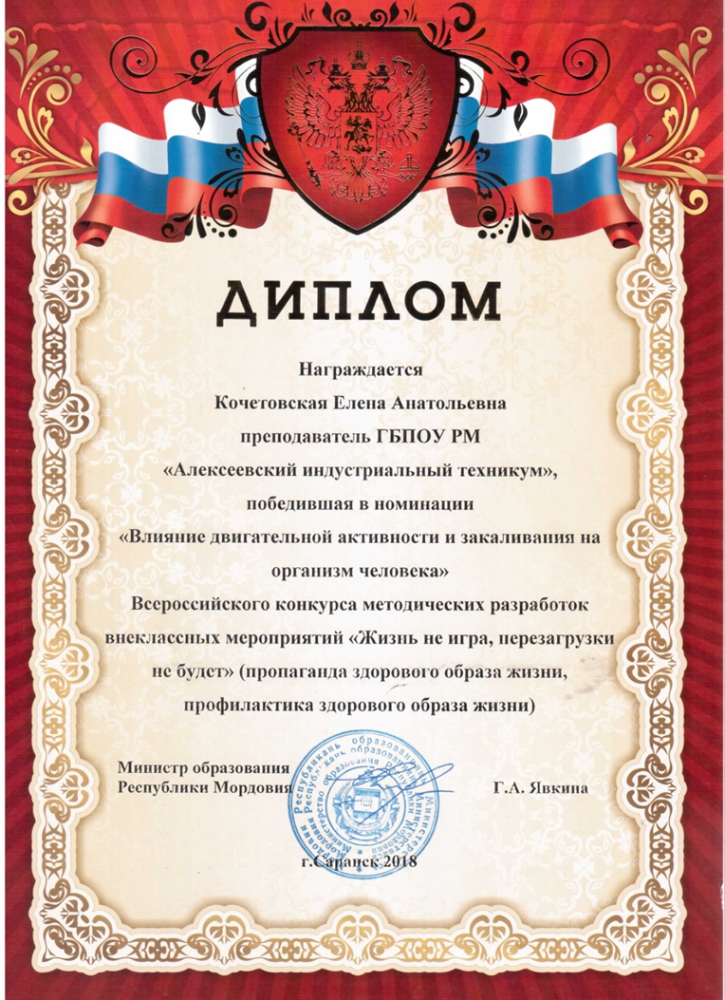 ДИПЛОМ
Награждается
Кочетовская Елена Анатольевна
преподаватель ГБПОУ РМ
«Алексеевский индустриальный техникум»,
победившая в номинации
«Влияние двигательной активности и закаливания на
организм человека»
Всероссийского конкурса методических разработок
внеклассных мероприятий «Жизнь не игра, перезагрузки
не будет» (пропаганда здорового образа жизни,
профилактика здорового образа жизни)
Министр образования
Республики Мордовия
Г.А. Явкина
г.Саранск 2018